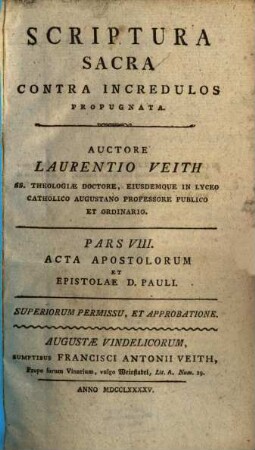 SCRIPTURA
SACRA
CONTRA INCREDULOS
PROPUGNATA.
AUCTORE
LAURENTIO VEITH
SS. THEOLOGIÆ DOCTORE, EJUSDEMQUE IN LYCEO
CATHOLICO AUGUSTANO PROFESSORE PUBLICO
ET ORDINARIO.
PARS VIII.
ACTA APOSTOLORUM
ET
EPISTOLAE D. PAULI.
SUPERIORUM PERMISSU, ET APPROBATIONE.
AUGUSTÆ VINDELICORUM,
SUMPTIBUS FRANCISCI ANTONII VEITH,
Prope forum Vinarium, vulgo Weinstadel, Lit. A. Num. 19.
ANNO MDCCLXXXXV.